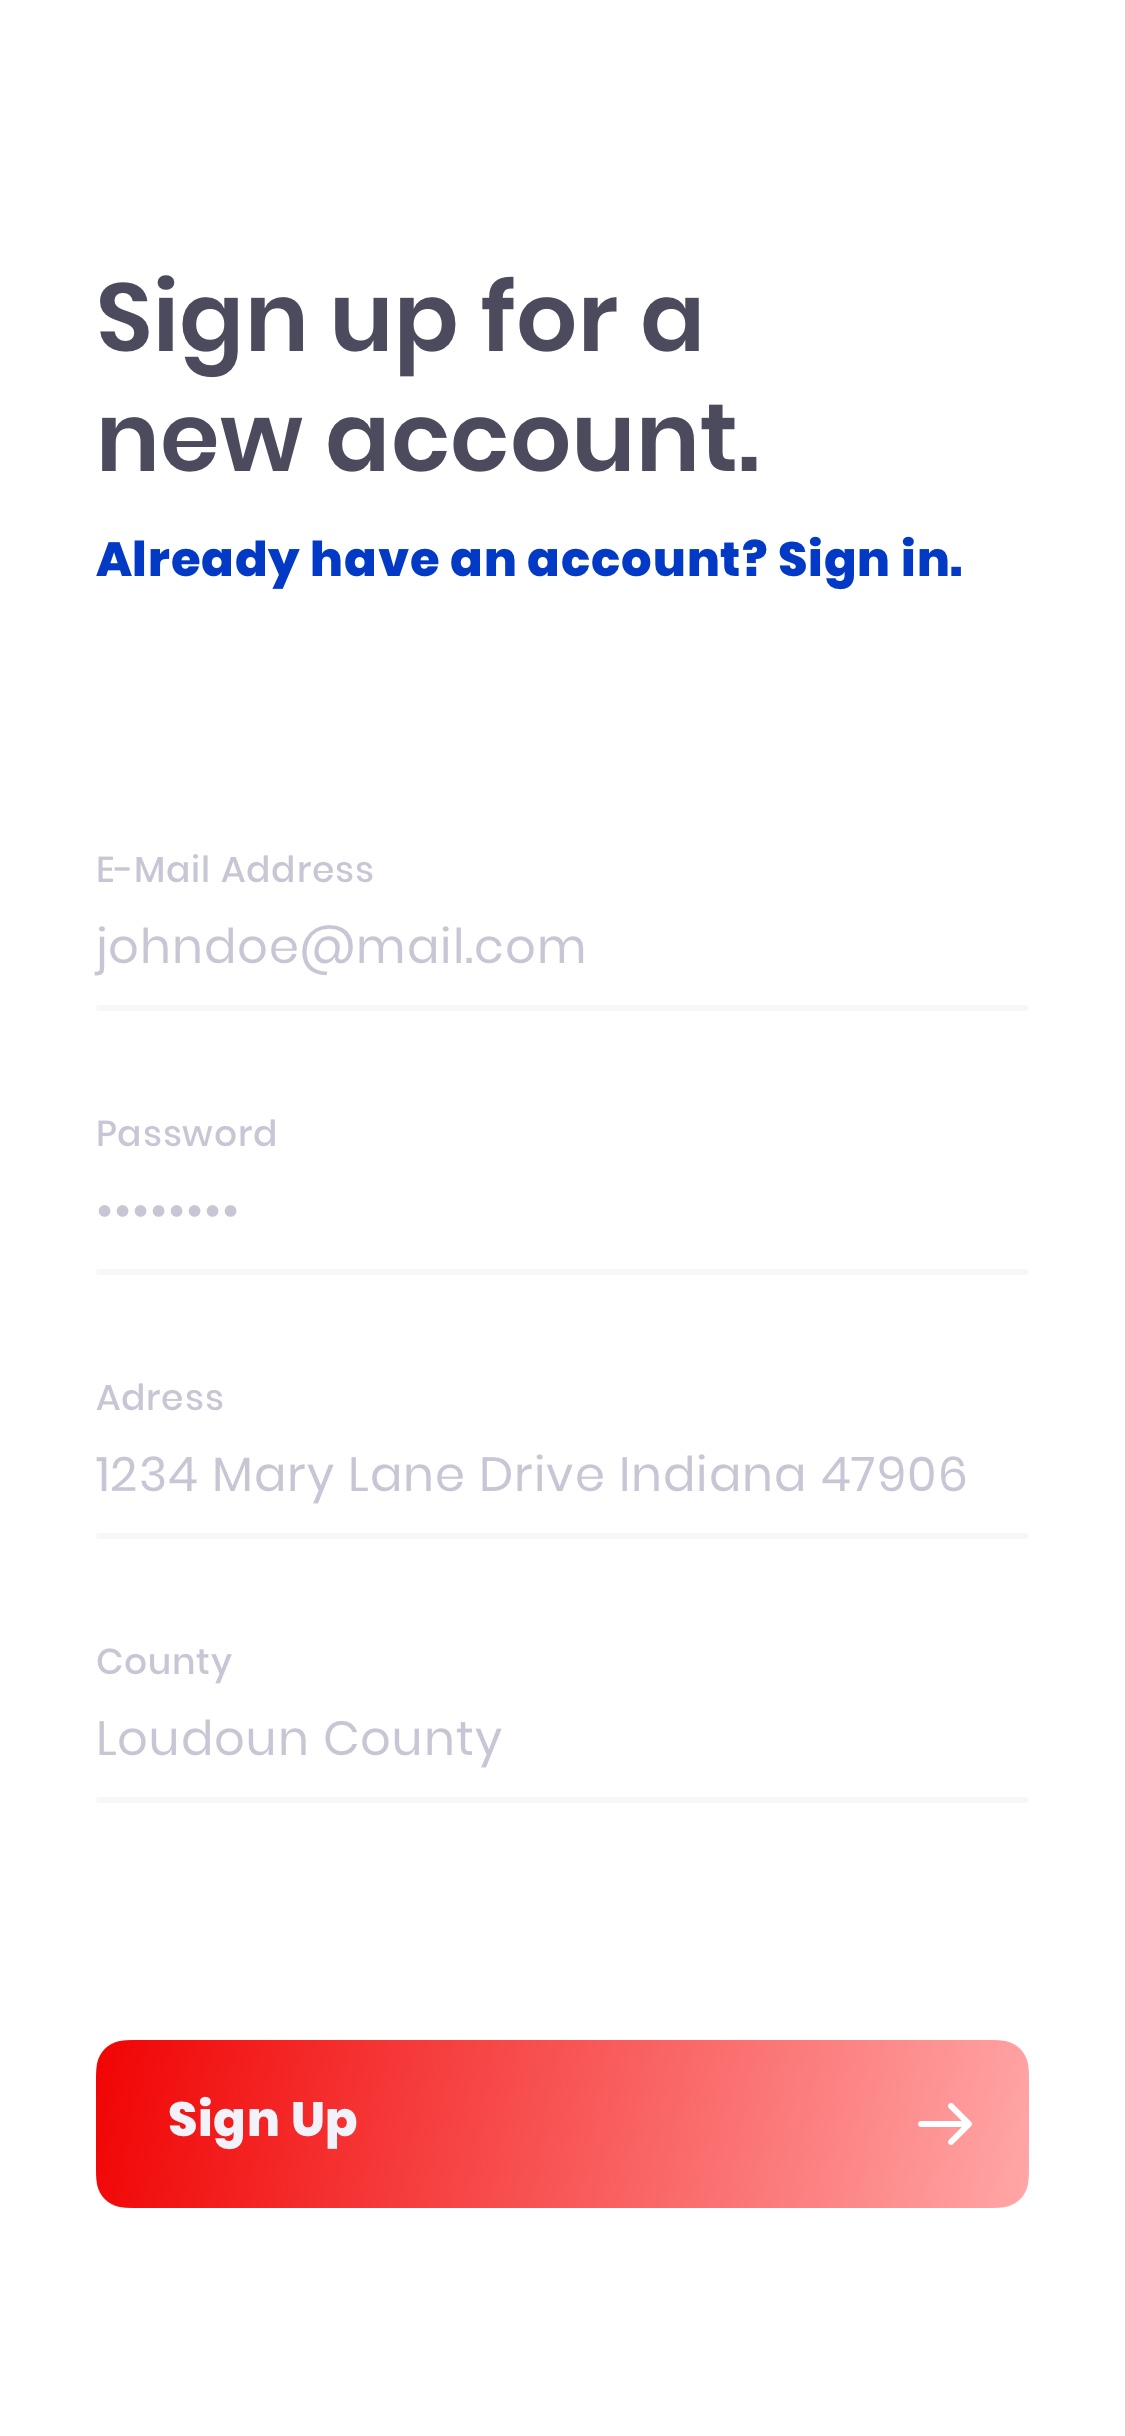 Sign up for a
new account.
Already have an account? Sign in.
E-Mail Address
johndoe@mail.com
Password
••••••••
Adress
1234 Mary Lane Drive Indiana 47906
County
Loudoun County
Sign Up